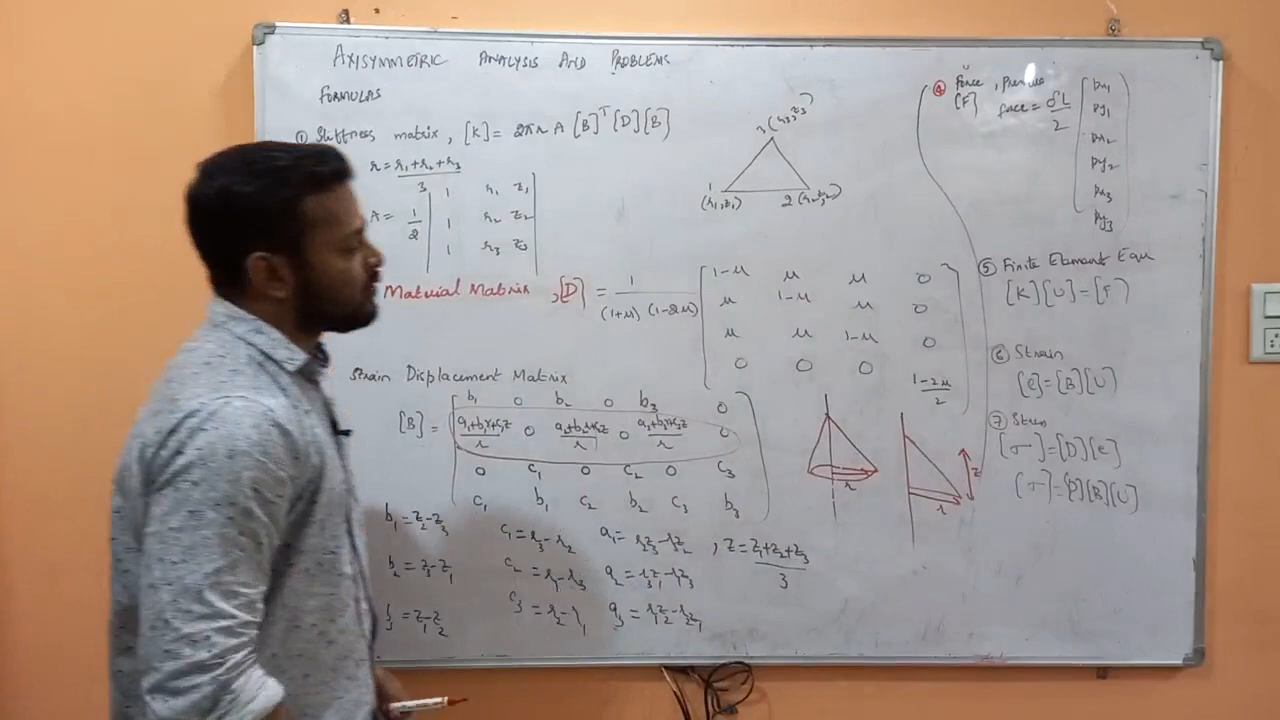 AXISYMMETRIC ANALYSIS AND PROBLEMS
FORMULAS
① Stiffness matrix, [K] = 2πr A [B]ᵀ [D] [B]
r = r₁+r₂+r₃
3
A = 1/2 | 1 r₁ z₁
1 r₂ z₂
1 r₃ z₃ |
3 (r₃,z₃)
1 (r₁,z₁)
2 (r₂,z₂)
Material Matrix, [D] = 1 / (1+μ) (1-2μ)
1-μ μ μ 0
μ 1-μ μ 0
μ μ 1-μ 0
0 0 0 1-2μ/2
Strain Displacement Matrix
[B] =
b₁ 0 b₂ 0 b₃ 0
a₁+b₁r+c₁z/r 0 a₂+b₂r+c₂z/r 0 a₃+b₃r+c₃z/r 0
0 c₁ 0 c₂ 0 c₃
c₁ b₁ c₂ b₂ c₃ b₃
b₁ = z₂-z₃ c₁ = r₃-r₂ a₁ = r₂z₃-r₃z₂ , z = z₁+z₂+z₃/3
b₂ = z₃-z₁ c₂ = r₁-r₃ a₂ = r₃z₁-r₁z₃
b₃ = z₁-z₂ c₃ = r₂-r₁ a₃ = r₁z₂-r₂z₁
r
z
r
④ Force, Pressure
[F] force = L/2
Px₁
Py₁
Px₂
Py₂
Px₃
Py₃
⑤ Finite Element Equ
[K][U] = [F]
⑥ Strain
[e] = [B][U]
⑦ Stress
[σ] = [D][e]
[σ] = [D][B][U]